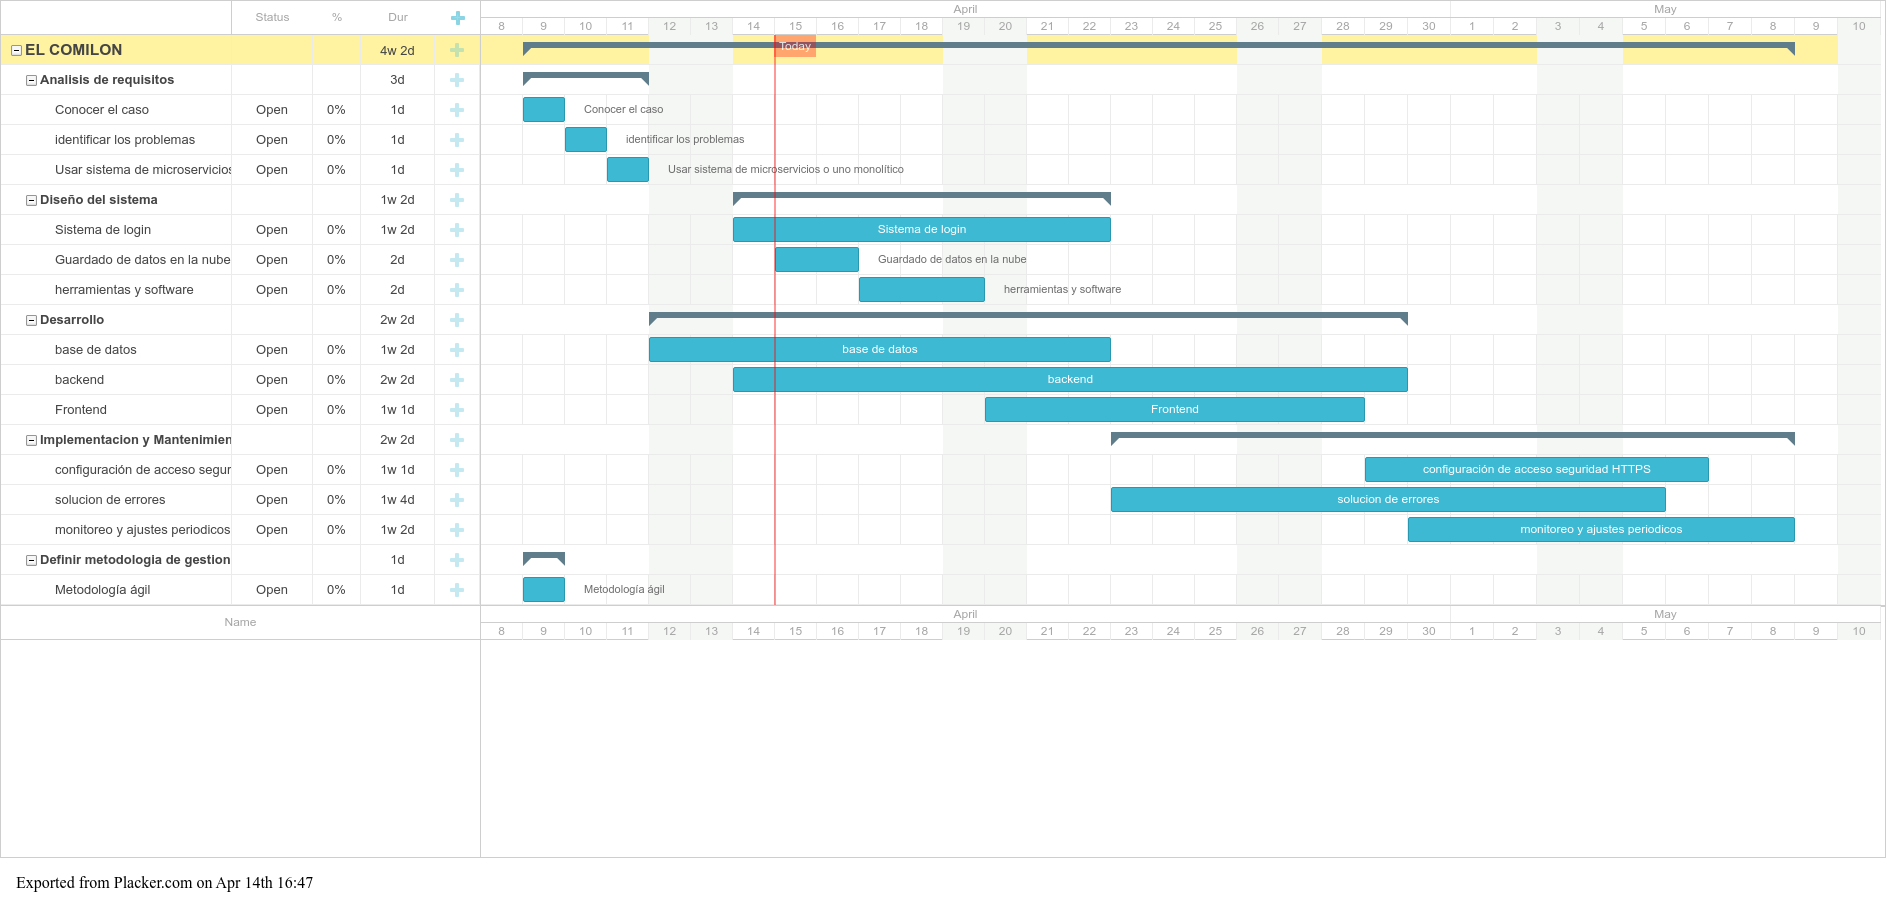 Status % Dur
April May
8 9 10 11 12 13 14 15 16 17 18 19 20 21 22 23 24 25 26 27 28 29 30 1 2 3 4 5 6 7 8 9 10
EL COMILON 4w 2d Today
Analisis de requisitos 3d
Conocer el caso Open 0% 1d Conocer el caso
identificar los problemas Open 0% 1d identificar los problemas
Usar sistema de microservicios Open 0% 1d Usar sistema de microservicios o uno monolítico
Diseño del sistema 1w 2d
Sistema de login Open 0% 1w 2d Sistema de login
Guardado de datos en la nube Open 0% 2d Guardado de datos en la nube
herramientas y software Open 0% 2d herramientas y software
Desarrollo 2w 2d
base de datos Open 0% 1w 2d base de datos
backend Open 0% 2w 2d backend
Frontend Open 0% 1w 1d Frontend
Implementacion y Mantenimien 2w 2d
configuración de acceso segur Open 0% 1w 1d configuración de acceso seguridad HTTPS
solucion de errores Open 0% 1w 4d solucion de errores
monitoreo y ajustes periodicos Open 0% 1w 2d monitoreo y ajustes periodicos
Definir metodologia de gestion 1d
Metodología ágil Open 0% 1d Metodología ágil
Name
April May
8 9 10 11 12 13 14 15 16 17 18 19 20 21 22 23 24 25 26 27 28 29 30 1 2 3 4 5 6 7 8 9 10
Exported from Placker.com on Apr 14th 16:47